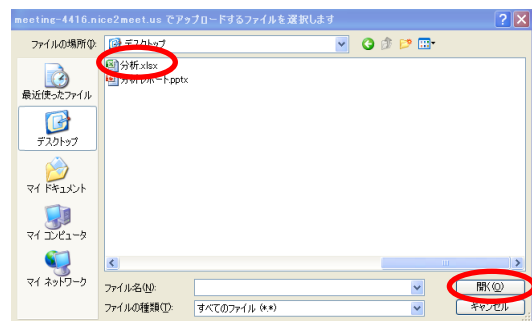 meeting-4416.nice2meet.us でアップロードするファイルを選択します
ファイルの場所(I): デスクトップ
分析.xlsx
分析レポート.pptx
最近使ったファイル
デスクトップ
マイ ドキュメント
マイ コンピュータ
マイ ネットワーク
ファイル名(N): 開く(O)
ファイルの種類(T): すべてのファイル (*.*) キャンセル